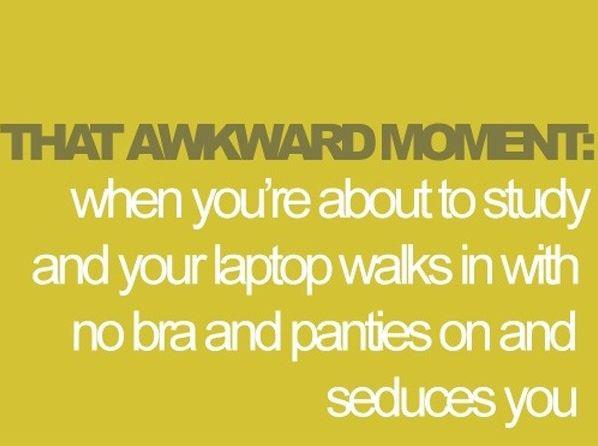 THAT AWKWARD MOMENT:
when you're about to study
and your laptop walks in with
no bra and panties on and
seduces you